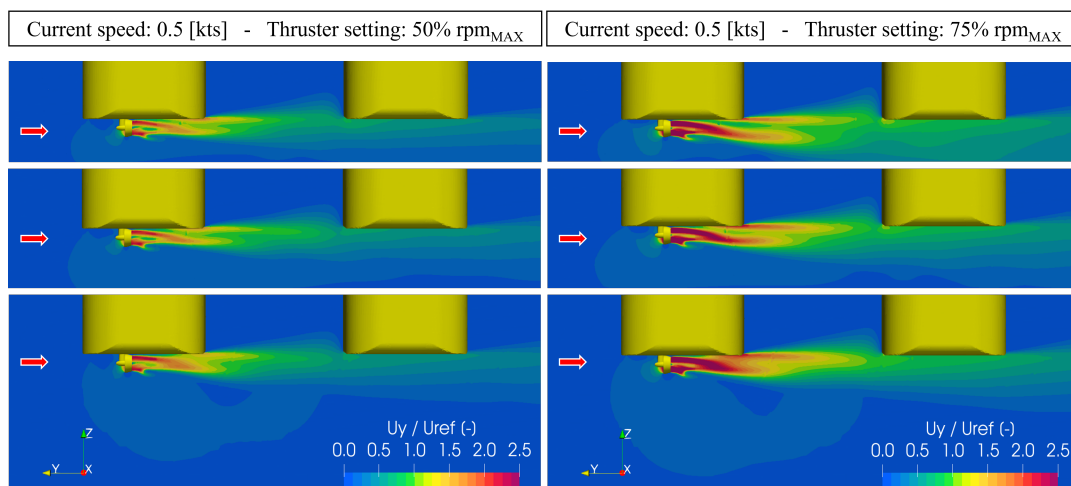 Current speed: 0.5 [kts] - Thruster setting: 50% rpmMAX
Current speed: 0.5 [kts] - Thruster setting: 75% rpmMAX
Z
Y
X
Uy / Uref (-)
0.0 0.5 1.0 1.5 2.0 2.5
Z
Y
X
Uy / Uref (-)
0.0 0.5 1.0 1.5 2.0 2.5